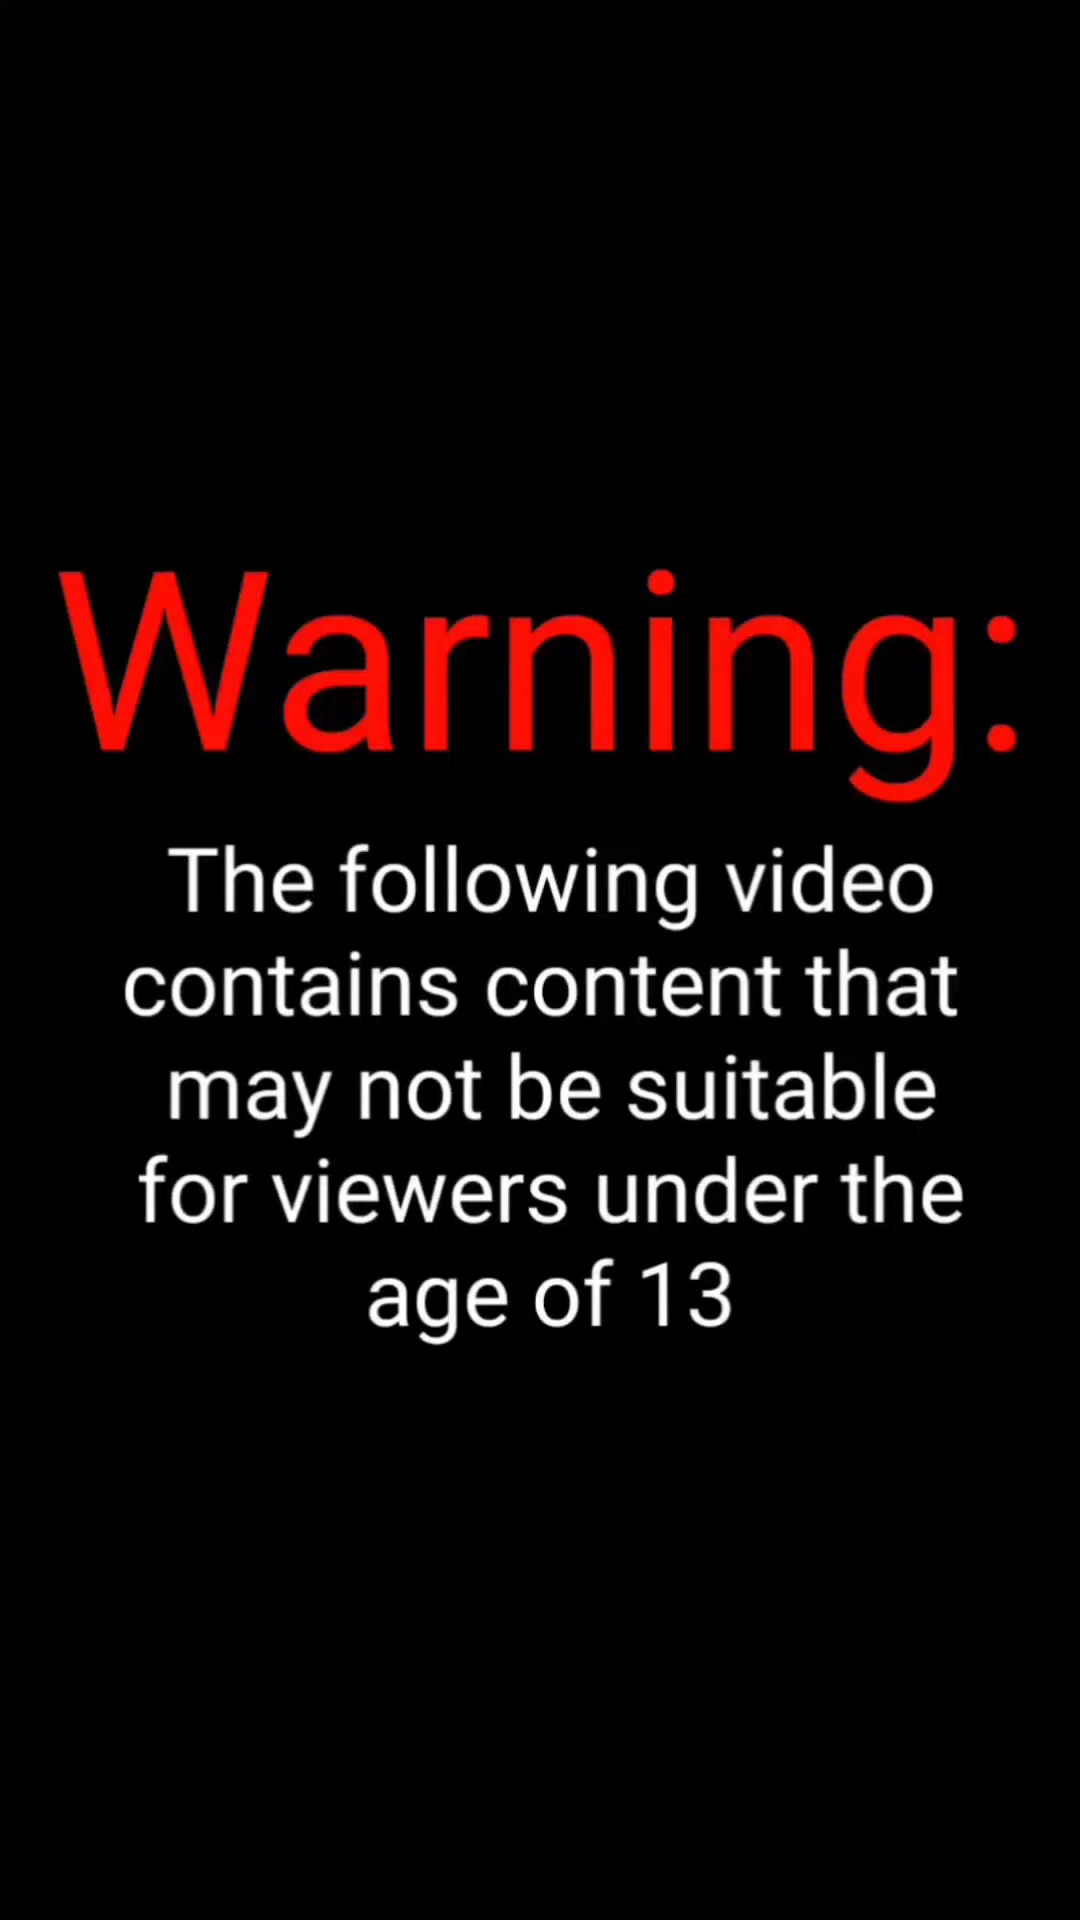 Warning:
The following video
contains content that
may not be suitable
for viewers under the
age of 13